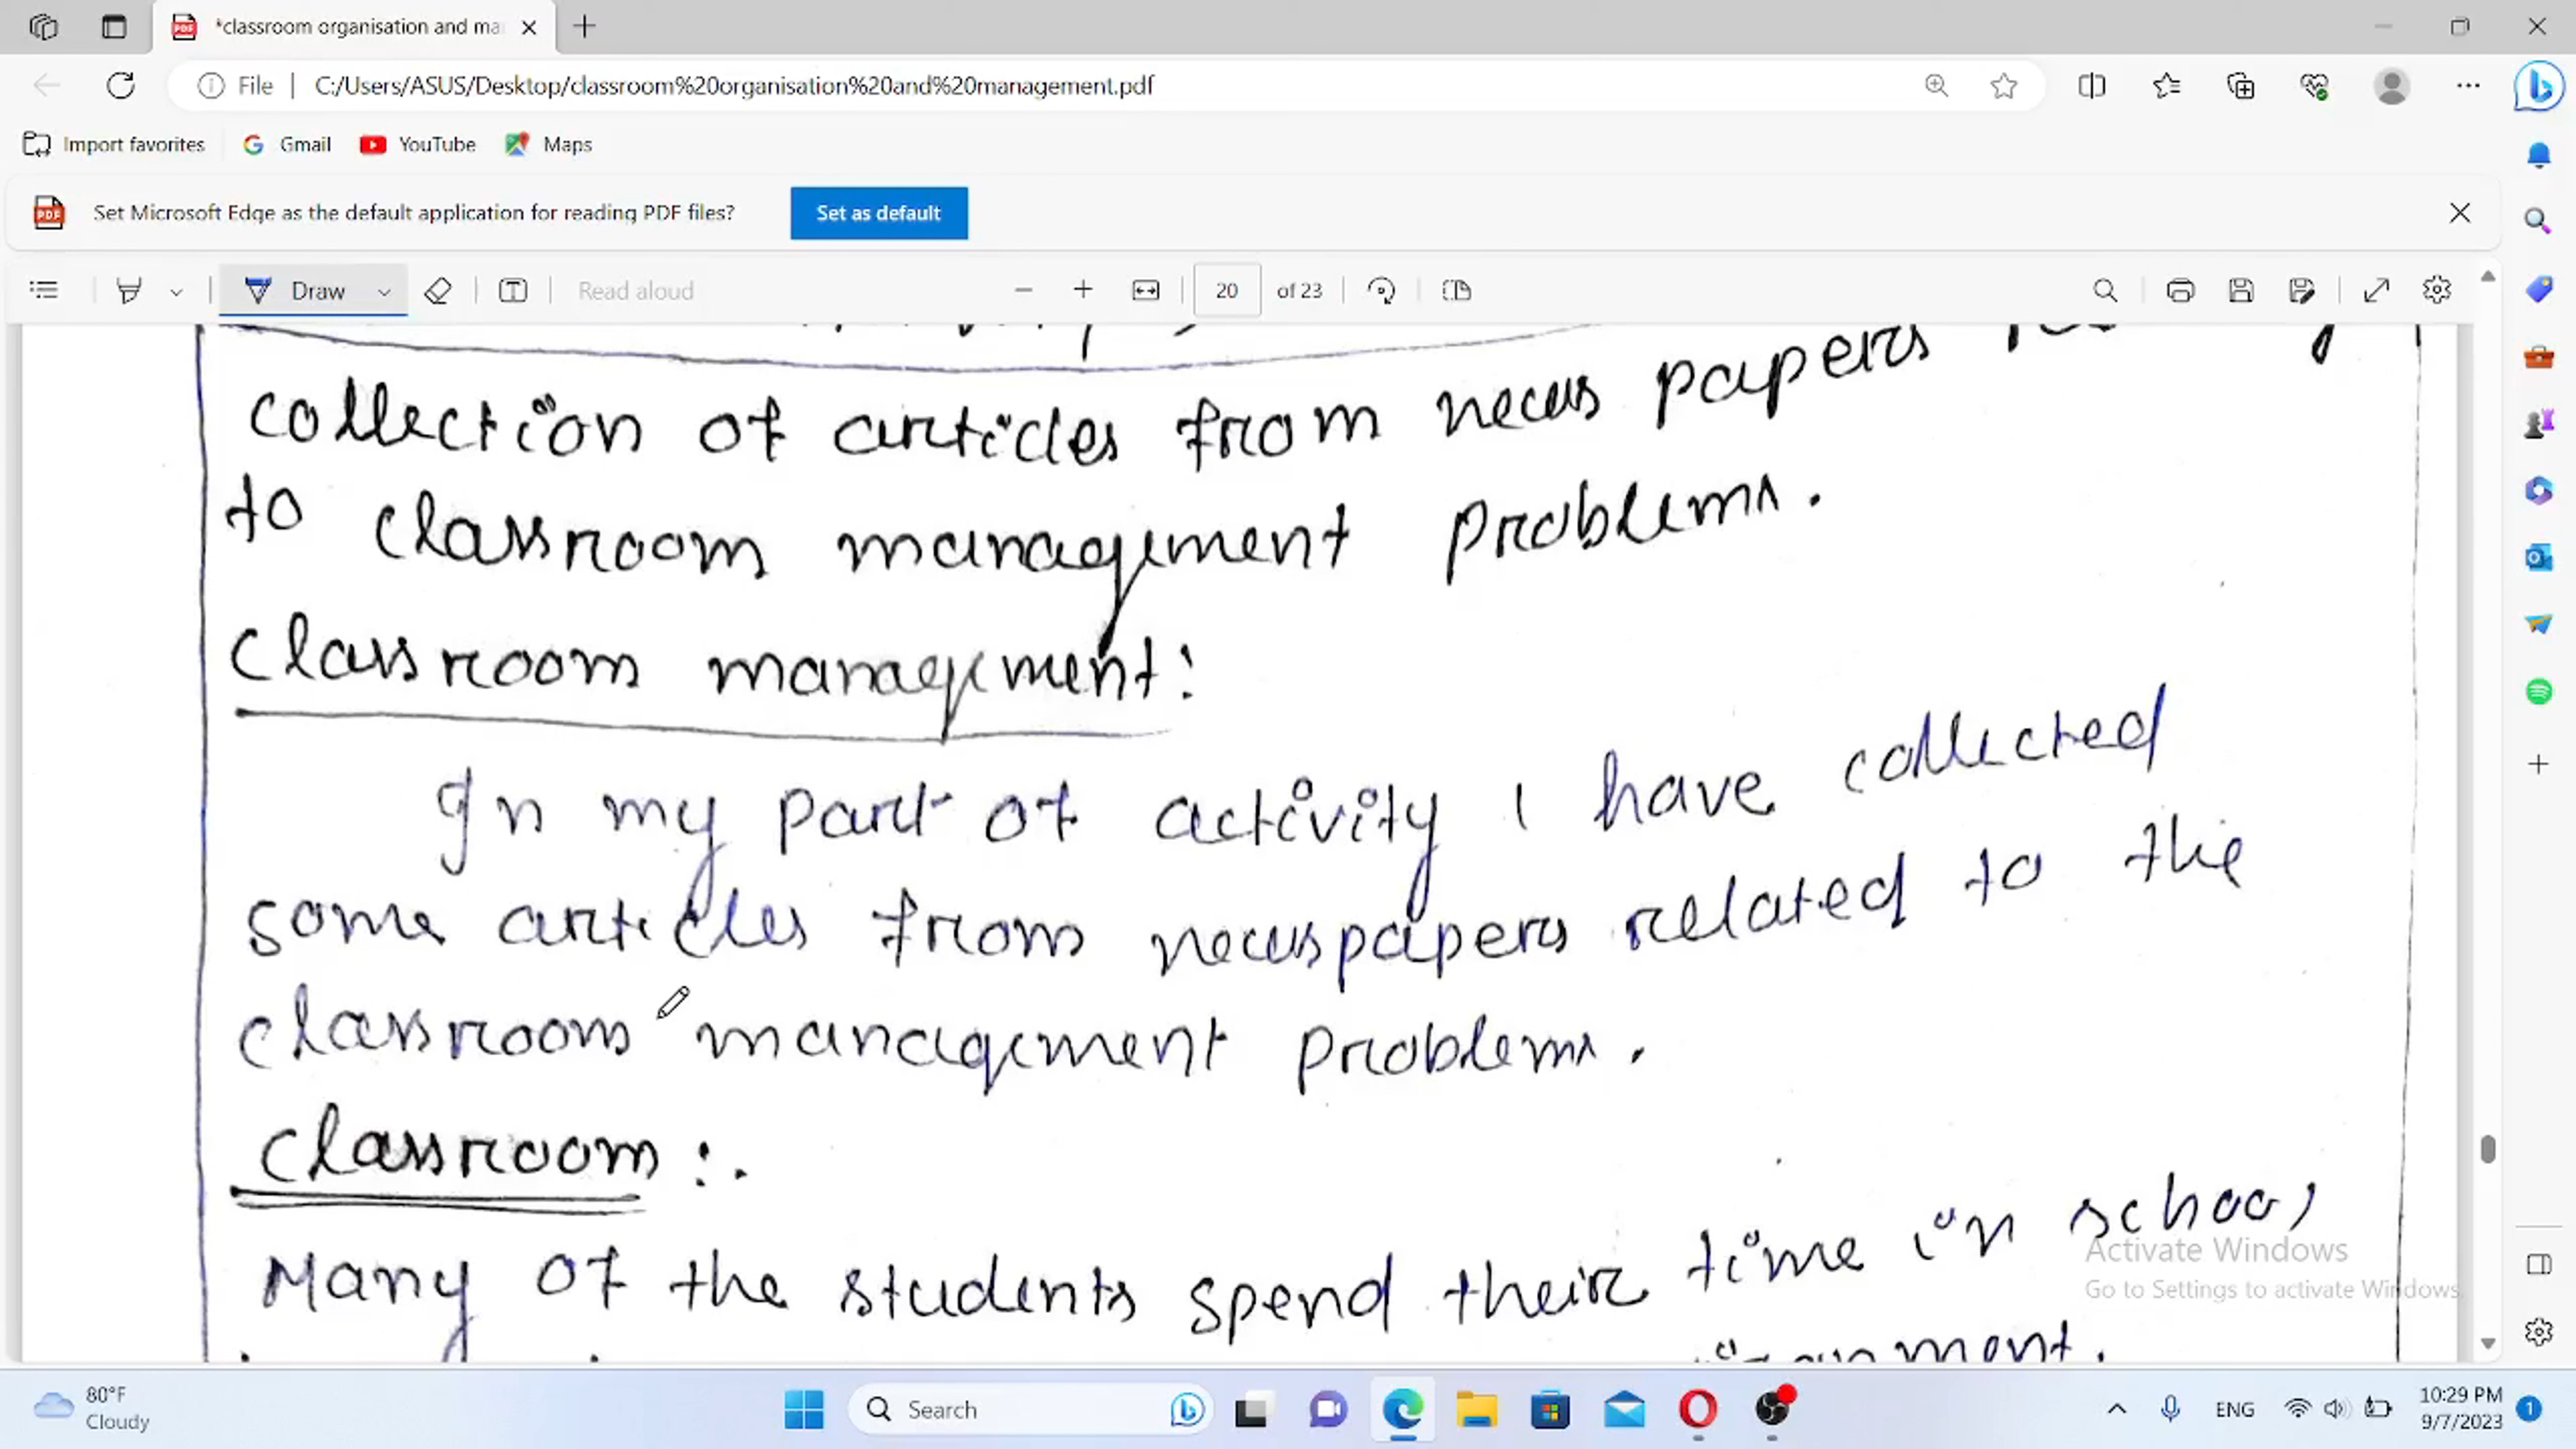 *classroom organisation and ma
File C:/Users/ASUS/Desktop/classroom%20organisation%20and%20management.pdf
Import favorites Gmail YouTube Maps
Set Microsoft Edge as the default application for reading PDF files? Set as default
Draw Read aloud 20 of 23
collection of articles from news papers
to classroom management problems.
classroom management:
In my part of activity I have collected
some articles from newspapers related to the
classroom management problems.
classroom :.
Many of the students spend their time in school
Activate Windows
Go to Settings to activate Windows.
80°F
Cloudy
Search
ENG
10:29 PM
9/7/2023
1